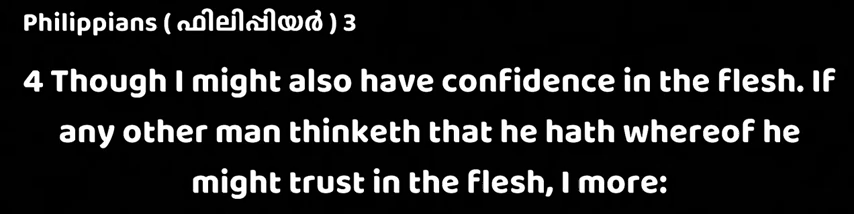 Philippians ( ഫിലിപ്പിയർ ) 3
4 Though I might also have confidence in the flesh. If
any other man thinketh that he hath whereof he
might trust in the flesh, I more: